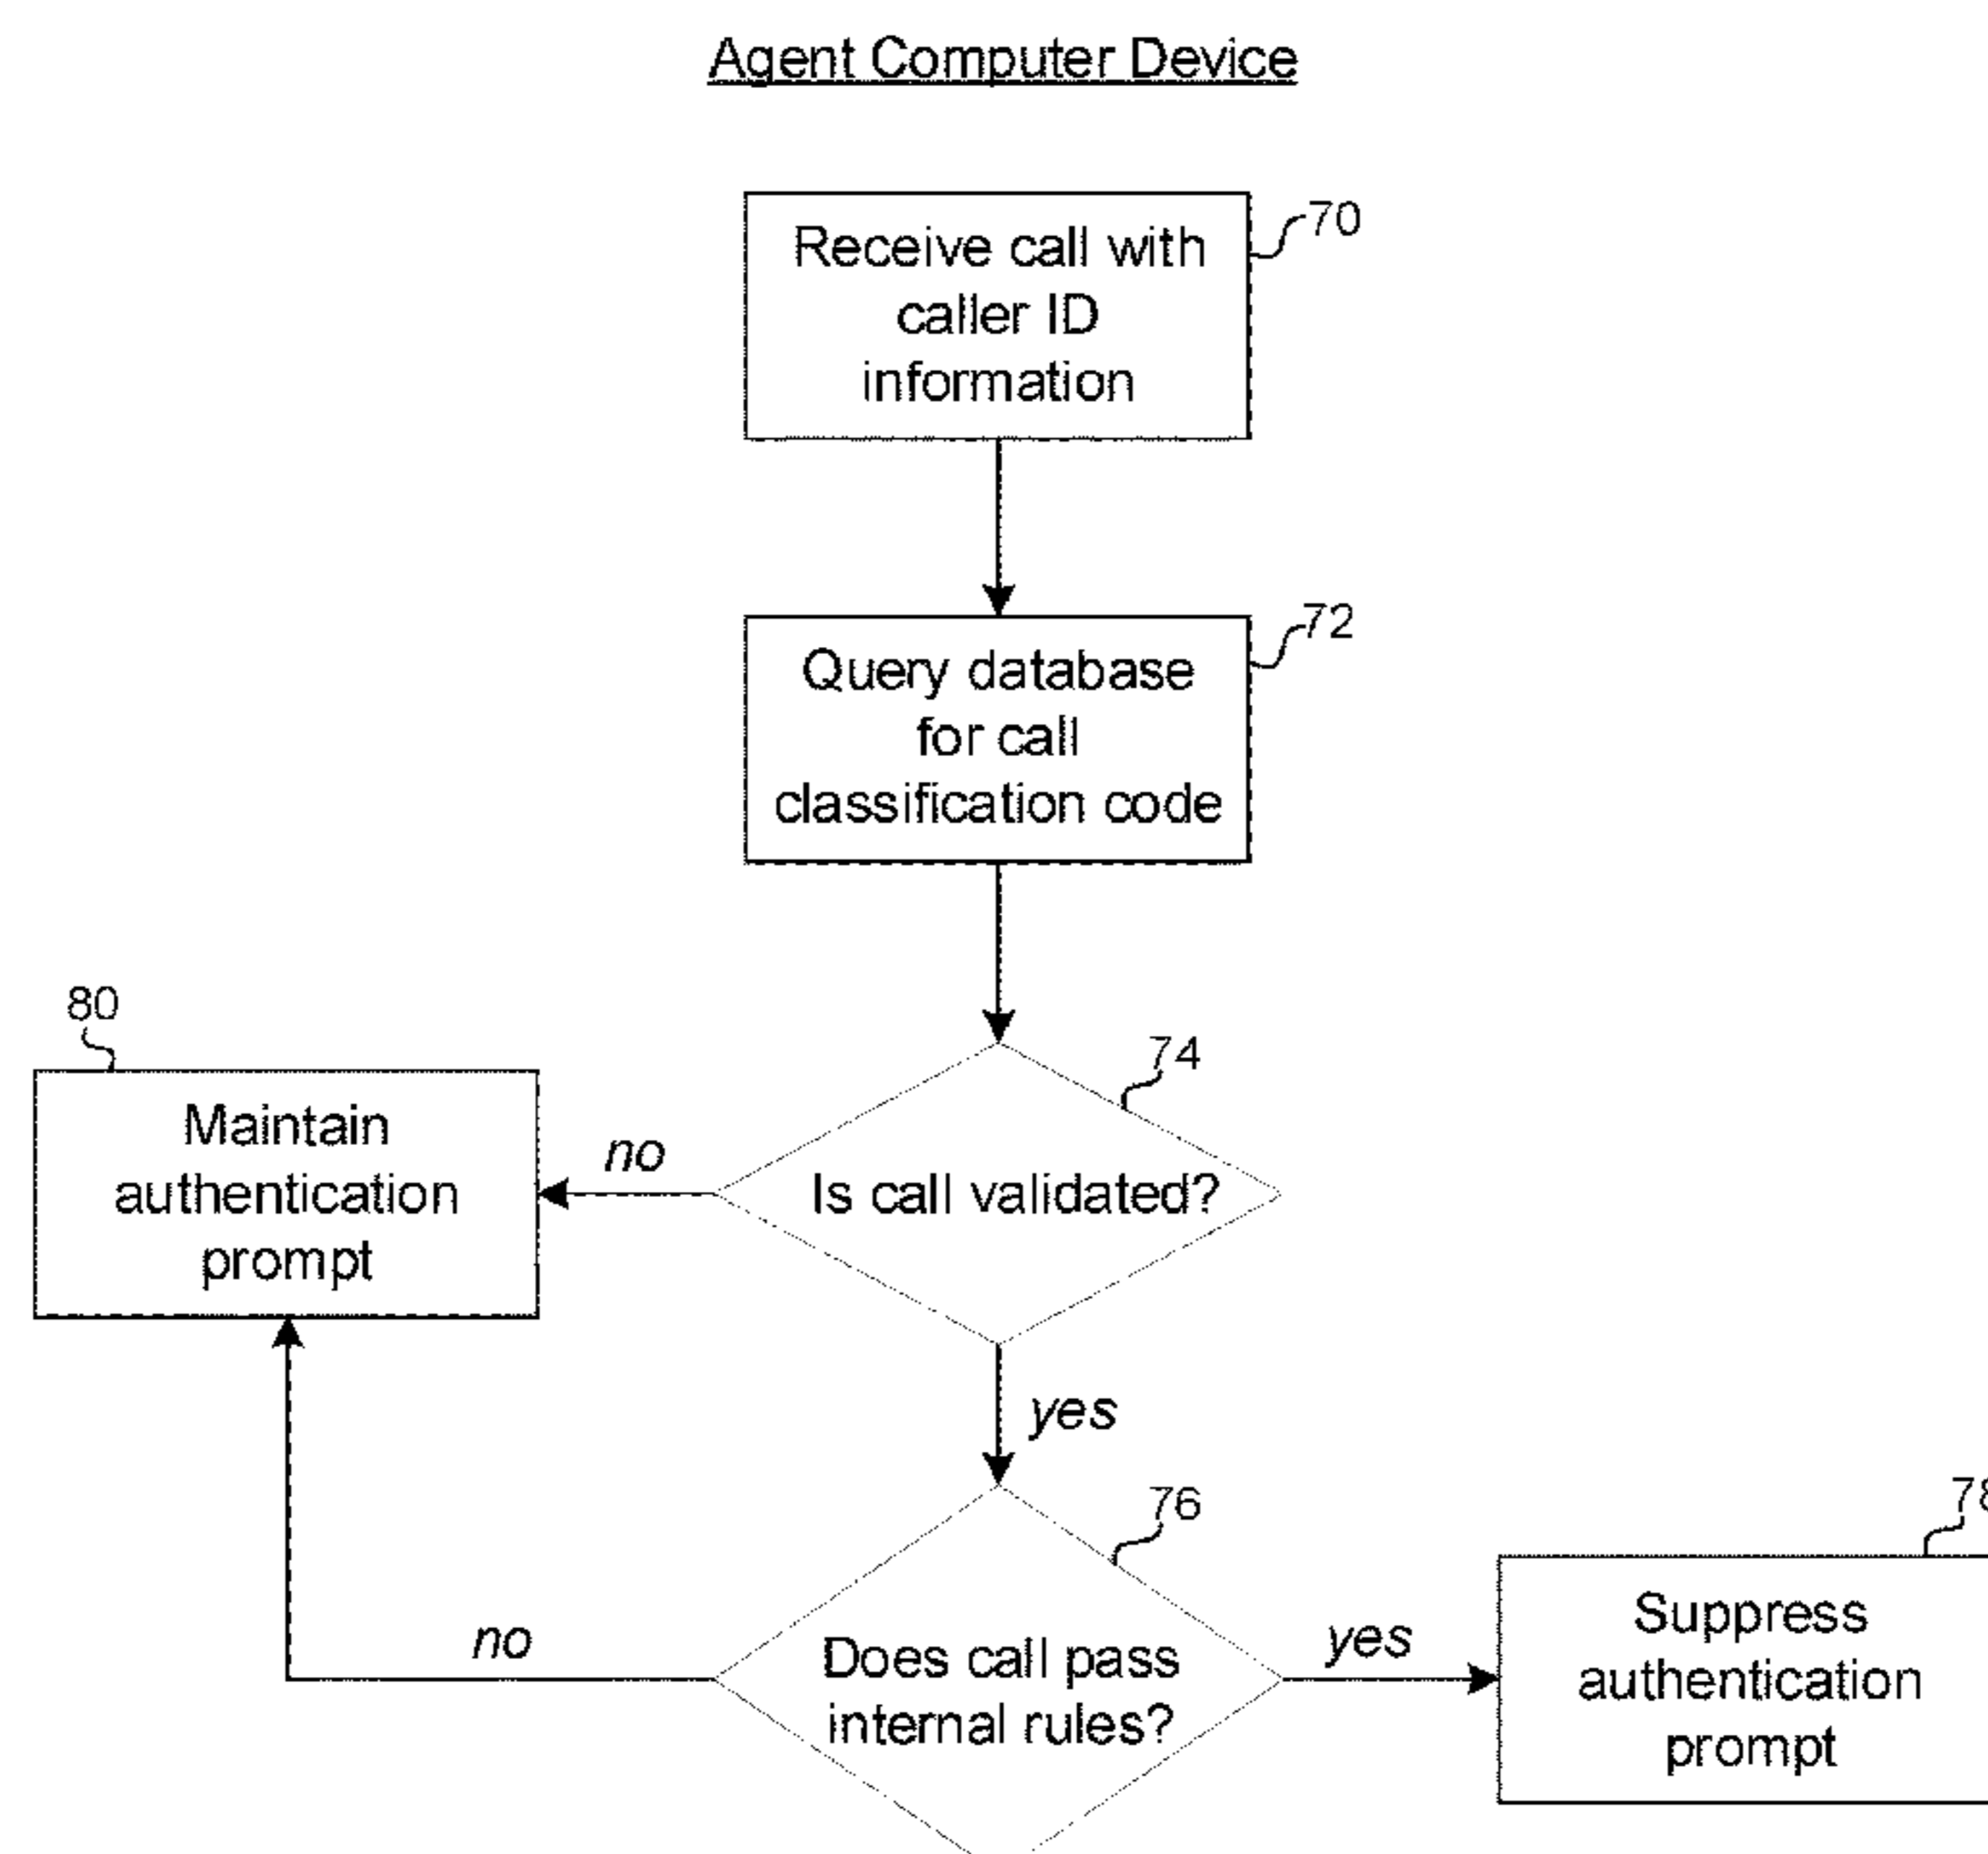 Agent Computer Device
70
Receive call with
caller ID
information
72
Query database
for call
classification code
80
Maintain
authentication
prompt
74
no
Is call validated?
yes
76
78
no
Does call pass
internal rules?
yes
Suppress
authentication
prompt